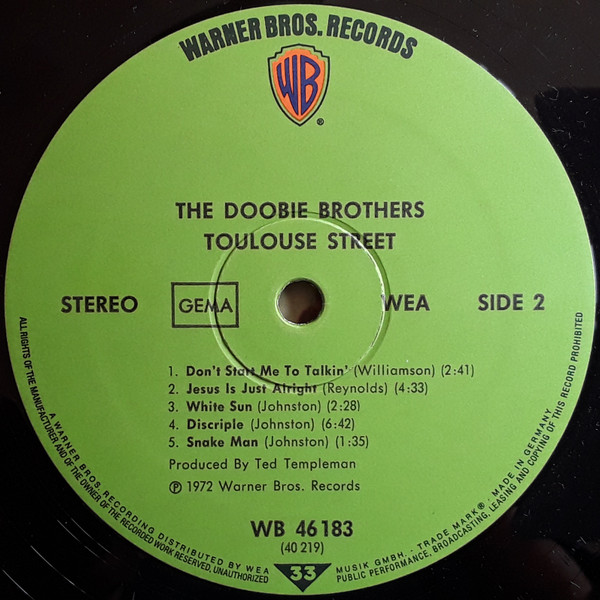 WARNER BROS. RECORDS
WB
®
THE DOOBIE BROTHERS
TOULOUSE STREET
STEREO GEMA WEA SIDE 2
1. Don't Start Me To Talkin' (Williamson) (2:41)
2. Jesus Is Just Alright (Reynolds) (4:33)
3. White Sun (Johnston) (2:28)
4. Disciple (Johnston) (6:42)
5. Snake Man (Johnston) (1:35)
Produced By Ted Templeman
℗ 1972 Warner Bros. Records
WB 46 183
(40 219)
33
ALL RIGHTS OF THE MANUFACTURER AND OF THE OWNER OF THE RECORDED WORK RESERVED. UNAUTHORIZED PUBLIC PERFORMANCE, BROADCASTING, LEASING AND COPYING OF THIS RECORD PROHIBITED
A WARNER BROS. RECORDING DISTRIBUTED BY WEA MUSIK GMBH. · TRADE MARK® · MADE IN GERMANY